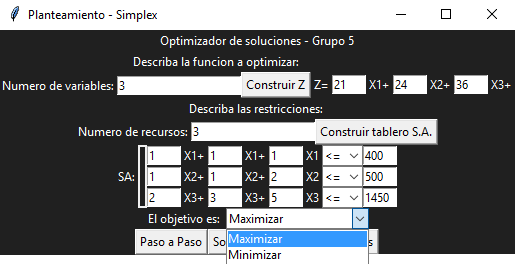 Planteamiento - Simplex
Optimizador de soluciones - Grupo 5
Describa la funcion a optimizar:
Numero de variables: 3 Construir Z Z= 21 X1+ 24 X2+ 36 X3+
Describa las restricciones:
Numero de recursos: 3 Construir tablero S.A.
1 X1+ 1 X1+ 1 X1 <= 400
SA: 1 X2+ 1 X2+ 2 X2 <= 500
2 X3+ 3 X3+ 5 X3 <= 1450
El objetivo es: Maximizar
Paso a Paso So Maximizar s
Minimizar